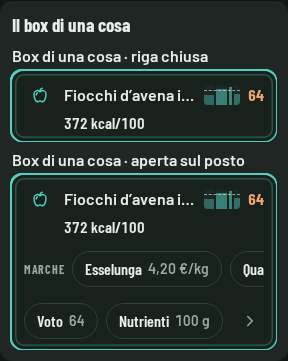 Il box di una cosa
Box di una cosa · riga chiusa
Fiocchi d’avena i… 64
372 kcal/100
Box di una cosa · aperta sul posto
Fiocchi d’avena i… 64
372 kcal/100
MARCHE Esselunga 4,20 €/kg Qua
Voto 64 Nutrienti 100 g